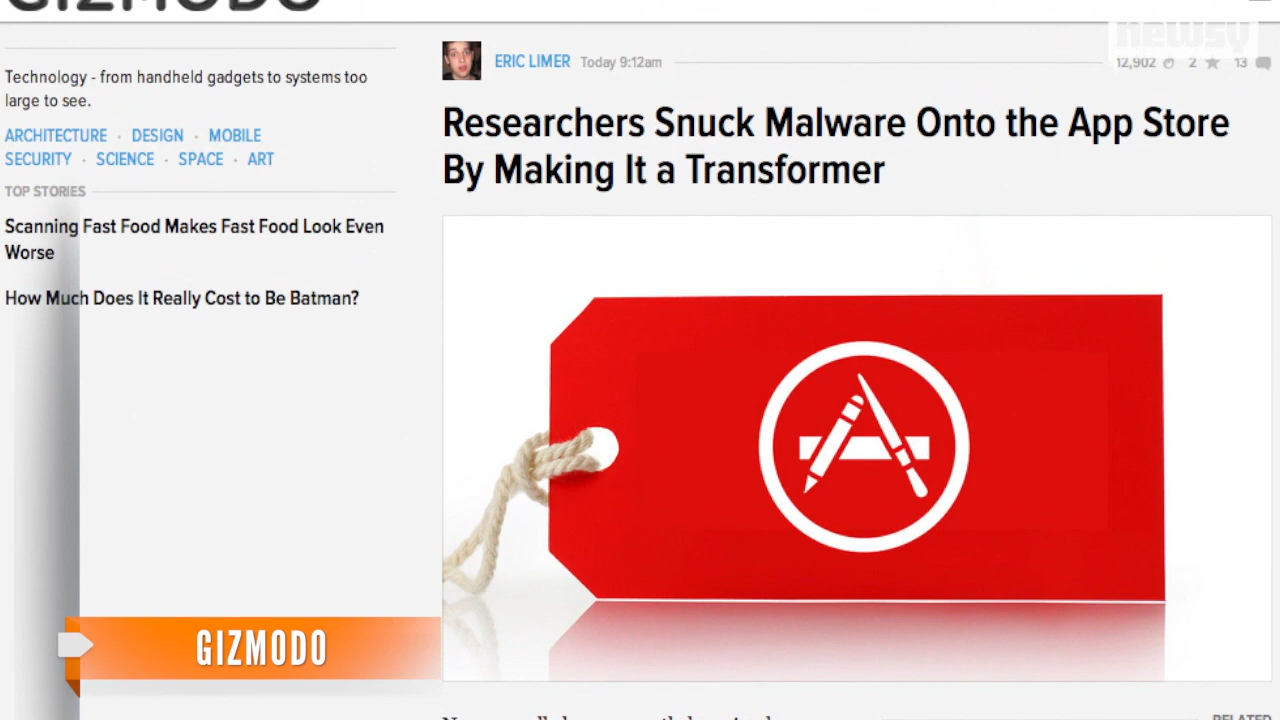 GIZMODO
newsy
Technology - from handheld gadgets to systems too
large to see.
ARCHITECTURE · DESIGN · MOBILE
SECURITY · SCIENCE · SPACE · ART
TOP STORIES
Scanning Fast Food Makes Fast Food Look Even
Worse
How Much Does It Really Cost to Be Batman?
ERIC LIMER Today 9:12am
12,902 2 13
Researchers Snuck Malware Onto the App Store
By Making It a Transformer
GIZMODO
RELATED